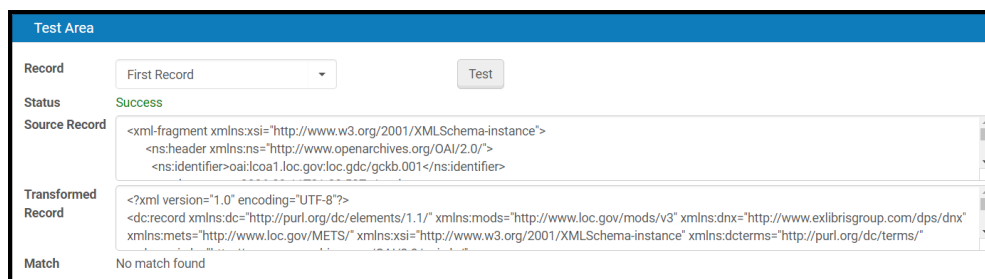 Test Area
Record First Record Test
Status Success
Source Record <xml-fragment xmlns:xsi="http://www.w3.org/2001/XMLSchema-instance">
<ns:header xmlns:ns="http://www.openarchives.org/OAI/2.0/">
<ns:identifier>oai:lcoa1.loc.gov:loc.gdc/gckb.001</ns:identifier>
Transformed Record <?xml version="1.0" encoding="UTF-8"?>
<dc:record xmlns:dc="http://purl.org/dc/elements/1.1/" xmlns:mods="http://www.loc.gov/mods/v3" xmlns:dnx="http://www.exlibrisgroup.com/dps/dnx"
xmlns:mets="http://www.loc.gov/METS/" xmlns:xsi="http://www.w3.org/2001/XMLSchema-instance" xmlns:dcterms="http://purl.org/dc/terms/"
Match No match found